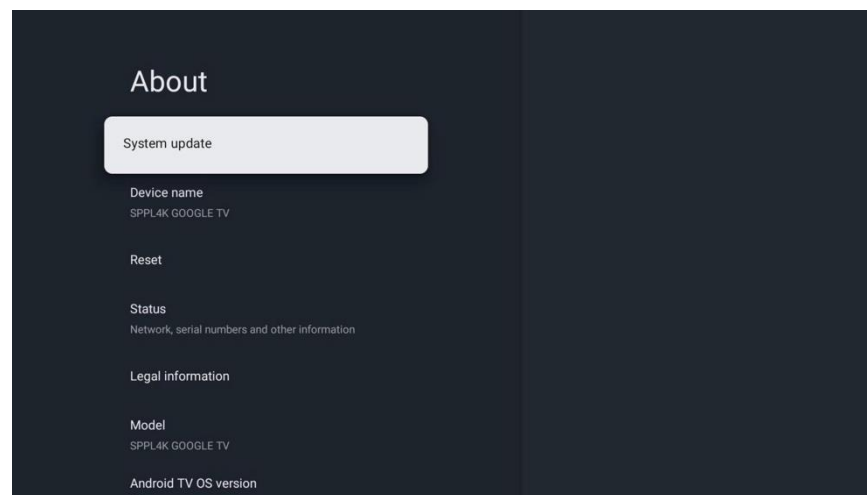 About
System update
Device name
SPPL4K GOOGLE TV
Reset
Status
Network, serial numbers and other information
Legal information
Model
SPPL4K GOOGLE TV
Android TV OS version